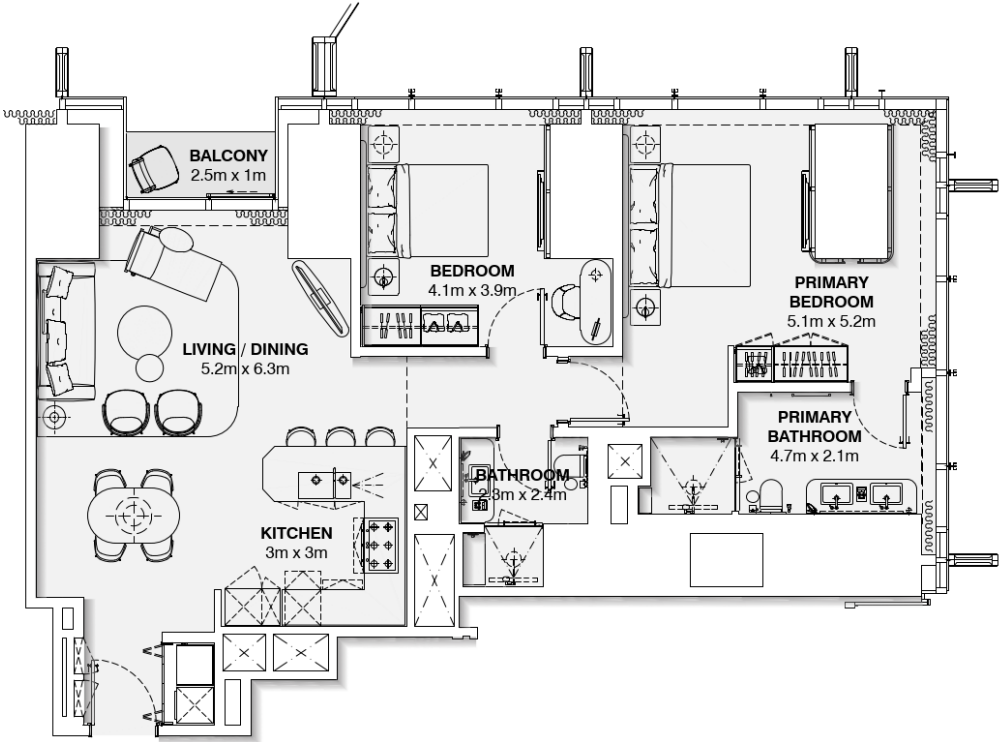 BALCONY
2.5m x 1m
BEDROOM
4.1m x 3.9m
PRIMARY
BEDROOM
5.1m x 5.2m
LIVING / DINING
5.2m x 6.3m
PRIMARY
BATHROOM
4.7m x 2.1m
BATHROOM
2.3m x 2.4m
KITCHEN
3m x 3m